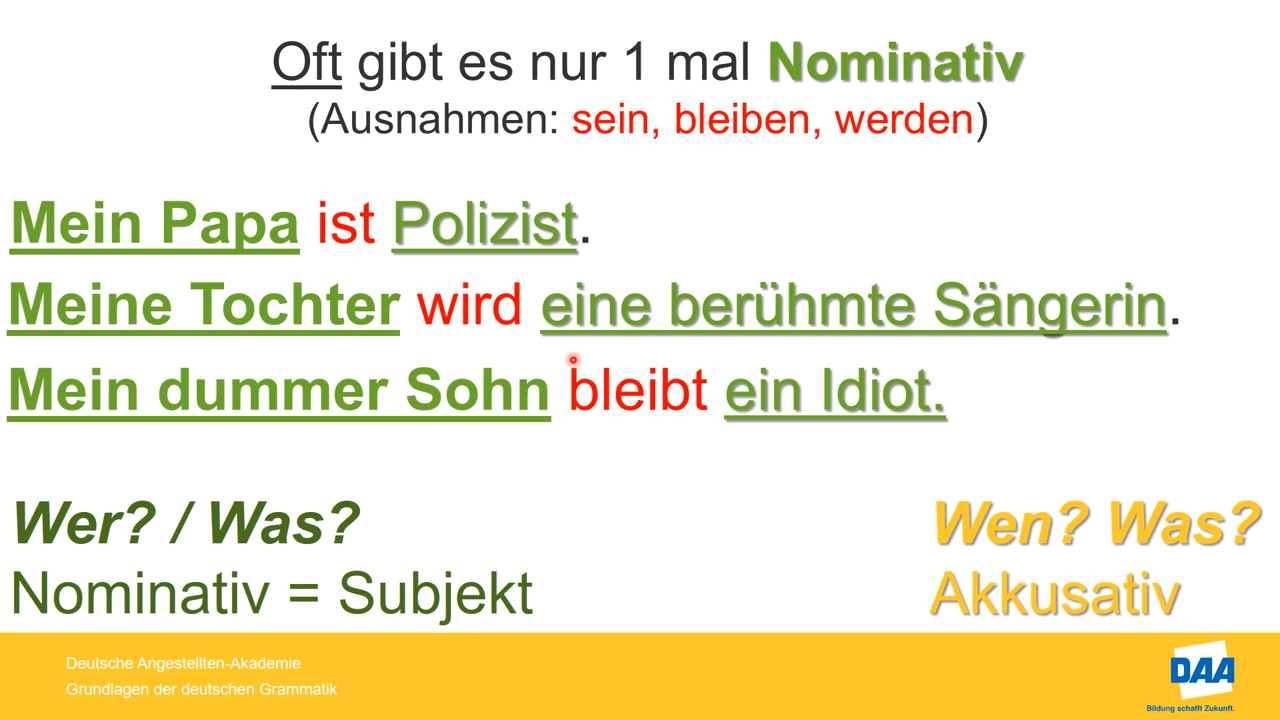 Oft gibt es nur 1 mal Nominativ
(Ausnahmen: sein, bleiben, werden)
Mein Papa ist Polizist.
Meine Tochter wird eine berühmte Sängerin.
Mein dummer Sohn bleibt ein Idiot.
Wer? / Was?
Nominativ = Subjekt
Wen? Was?
Akkusativ
Deutsche Angestellten-Akademie
Grundlagen der deutschen Grammatik
DAA
Bildung schafft Zukunft.